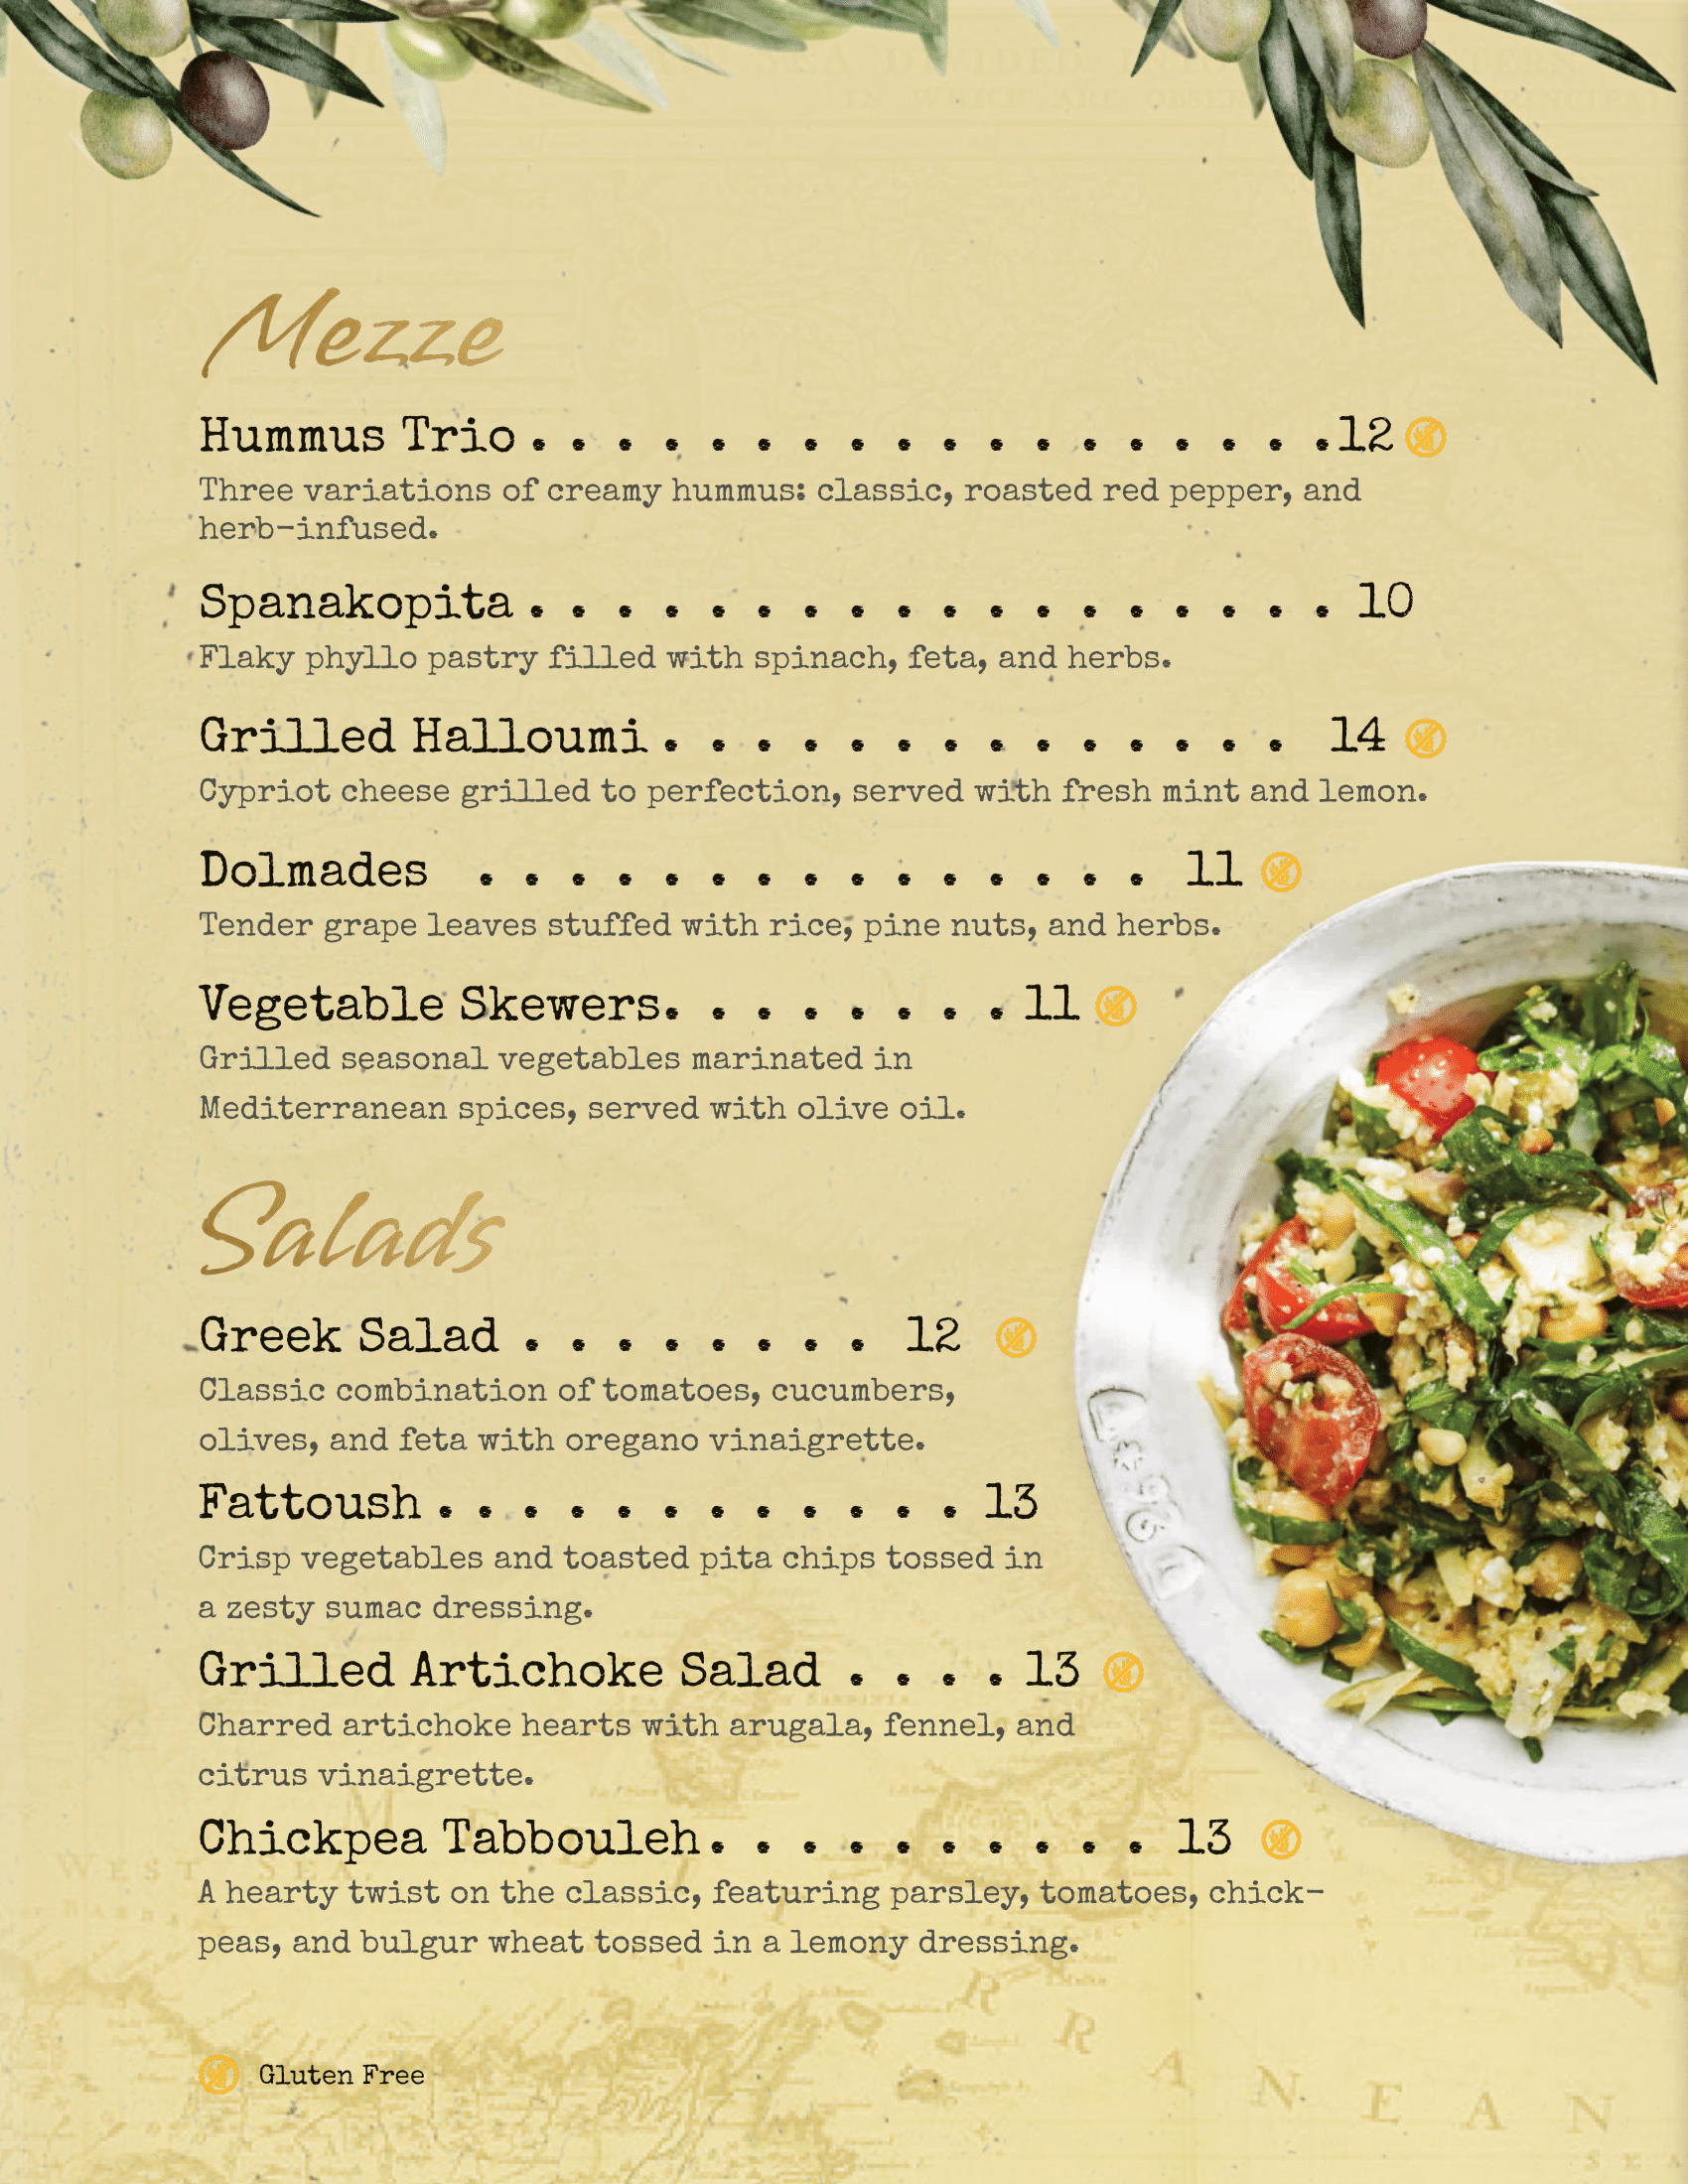 Mezze
Hummus Trio . . . . . . . . . . . . . . . . . . 12
Three variations of creamy hummus: classic, roasted red pepper, and
herb-infused.
Spanakopita . . . . . . . . . . . . . . . . . . 10
Flaky phyllo pastry filled with spinach, feta, and herbs.
Grilled Halloumi . . . . . . . . . . . . . . 14
Cypriot cheese grilled to perfection, served with fresh mint and lemon.
Dolmades . . . . . . . . . . . . . . . 11
Tender grape leaves stuffed with rice, pine nuts, and herbs.
Vegetable Skewers. . . . . . . . 11
Grilled seasonal vegetables marinated in
Mediterranean spices, served with olive oil.
Salads
Greek Salad . . . . . . . . 12
Classic combination of tomatoes, cucumbers,
olives, and feta with oregano vinaigrette.
Fattoush . . . . . . . . . . . . 13
Crisp vegetables and toasted pita chips tossed in
a zesty sumac dressing.
Grilled Artichoke Salad . . . . 13
Charred artichoke hearts with arugala, fennel, and
citrus vinaigrette.
Chickpea Tabbouleh. . . . . . . . . . 13
A hearty twist on the classic, featuring parsley, tomatoes, chick-
peas, and bulgur wheat tossed in a lemony dressing.
Gluten Free